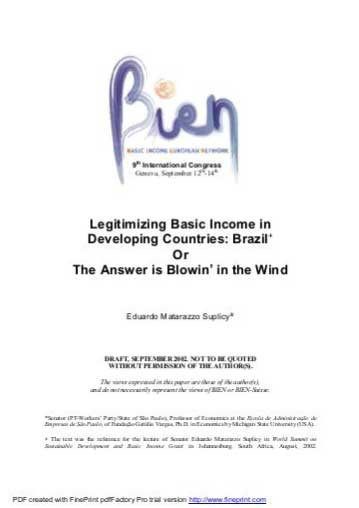 Bien
BASIC INCOME EUROPEAN NETWORK
9th International Congress
Geneva, September 12th-14th
Legitimizing Basic Income in
Developing Countries: Brazil+
Or
The Answer is Blowin' in the Wind
Eduardo Matarazzo Suplicy*
DRAFT, SEPTEMBER 2002. NOT TO BE QUOTED
WITHOUT PERMISSION OF THE AUTHOR(S).
The views expressed in this paper are those of the author(s),
and do not necessarily represent the views of BIEN or BIEN-Suisse.
*Senator (PT-Workers' Party/State of São Paulo), Professor of Economics at the Escola de Administração de
Empresas de São Paulo, of Fundação Getúlio Vargas, Ph.D. in Economics by Michigan State University (USA).
+ The text was the reference for the lecture of Senator Eduardo Matarazzo Suplicy in World Summit on
Sustainable Development and Basic Income Grant in Johannesburg, South Africa, August, 2002.
PDF created with FinePrint pdfFactory Pro trial version http://www.fineprint.com